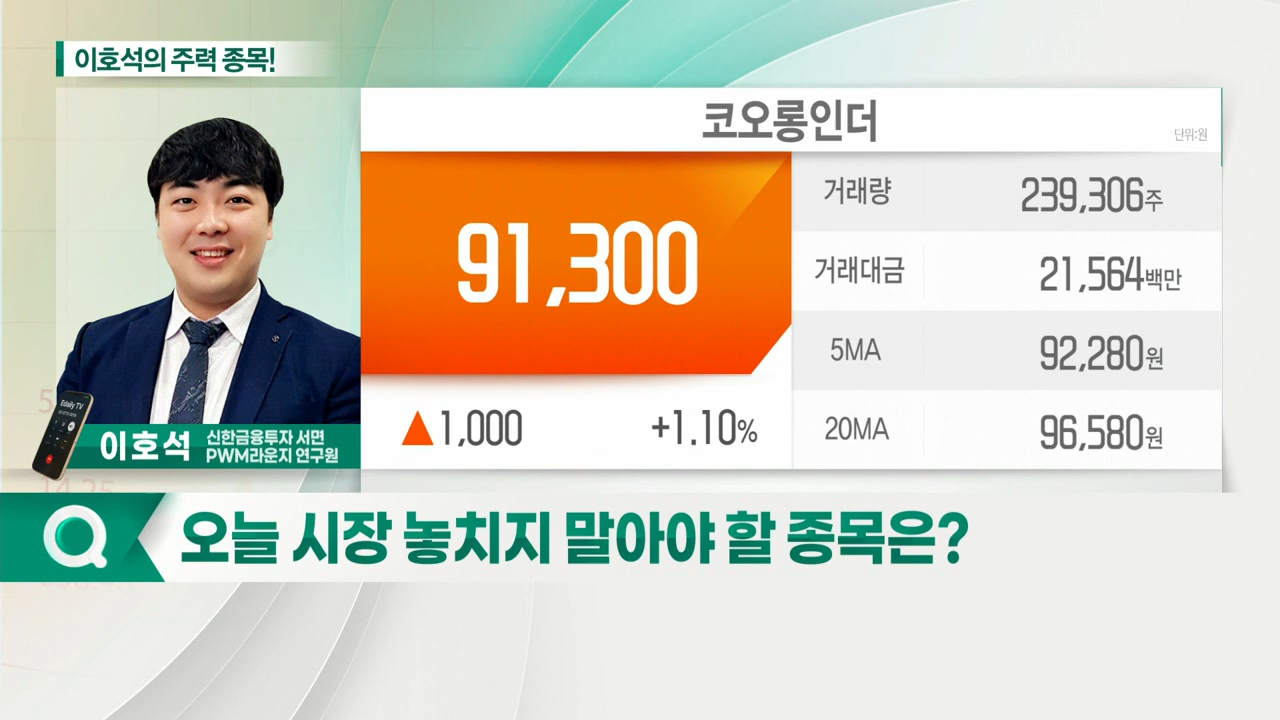 이호석의 주력 종목!
코오롱인더
단위:원
91,300
▲1,000 +1.10%
거래량 239,306주
거래대금 21,564백만
5MA 92,280원
20MA 96,580원
Edaily TV
이호석 신한금융투자 서면
PWM라운지 연구원
오늘 시장 놓치지 말아야 할 종목은?